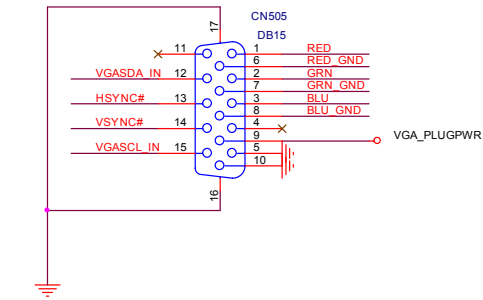 CN505
DB15
17
11
1
RED
6
RED_GND
VGASDA_IN
12
2
GRN
7
GRN_GND
HSYNC#
13
3
BLU
8
BLU_GND
VSYNC#
14
4
9
VGA_PLUGPWR
VGASCL_IN
15
5
10
16